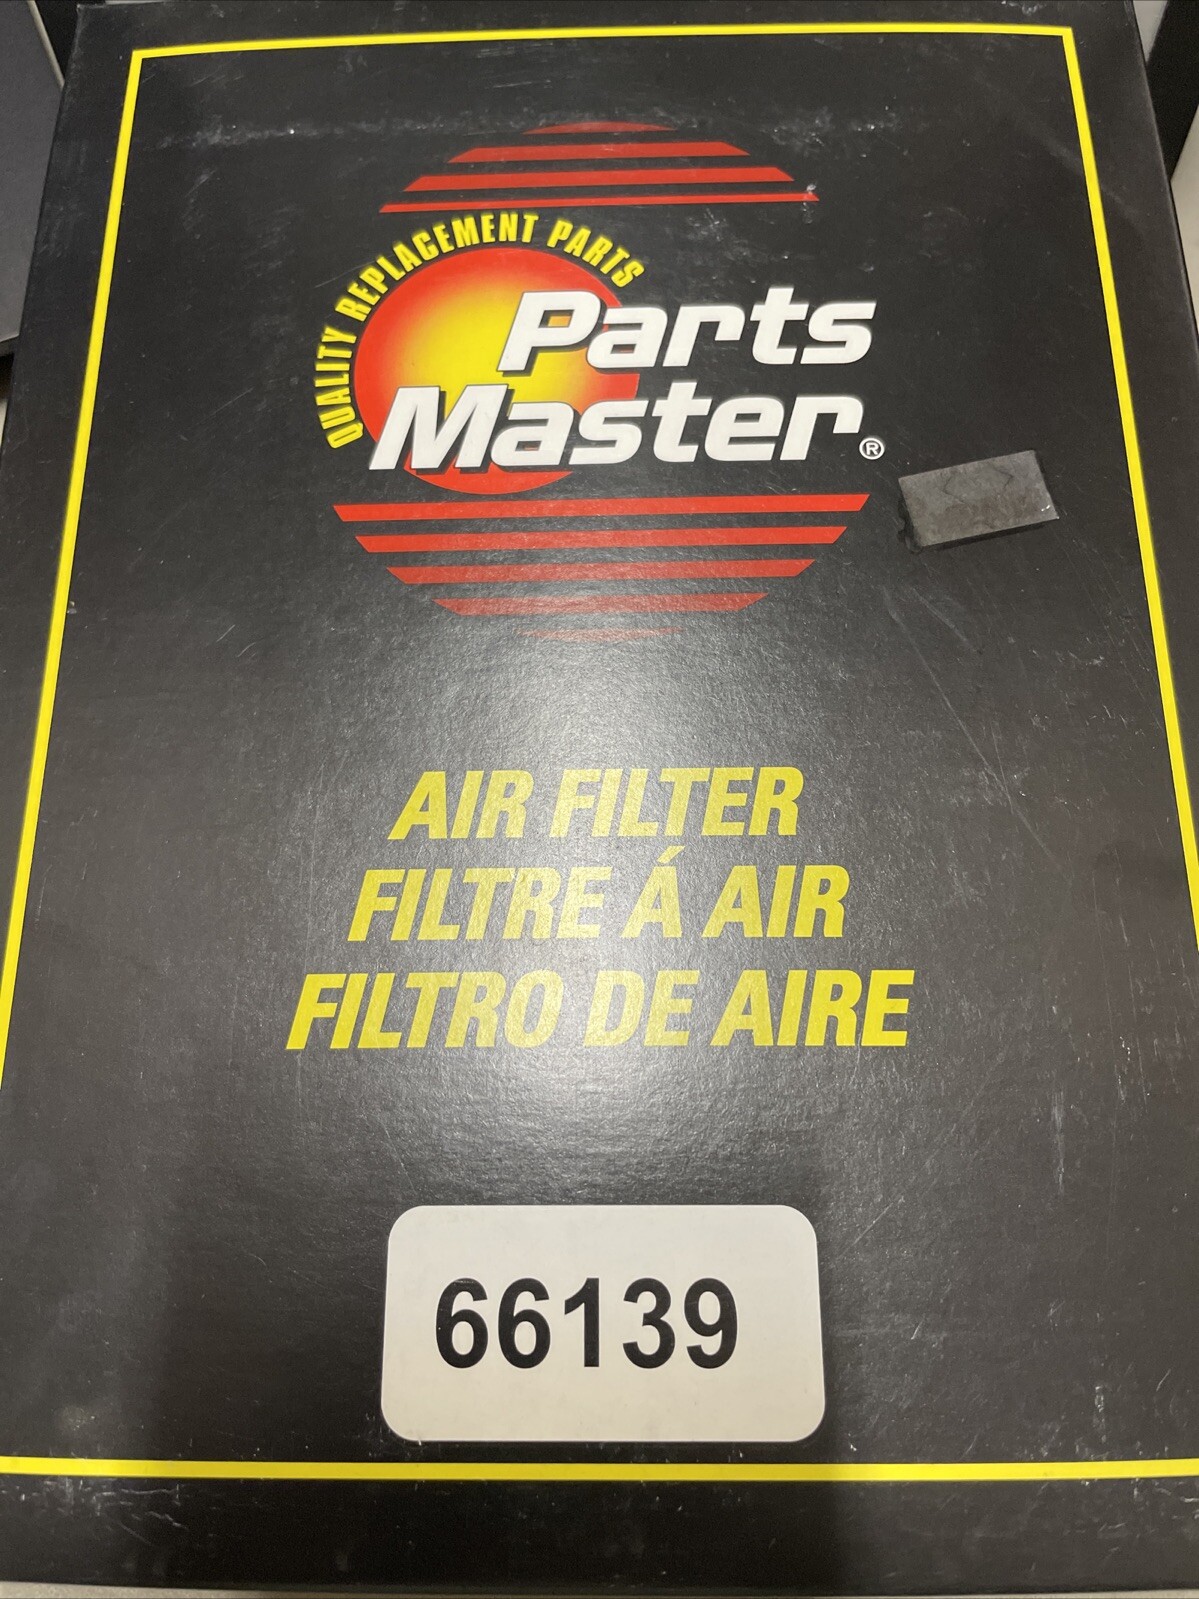 QUALITY REPLACEMENT PARTS
Parts
Master®
AIR FILTER
FILTRE Á AIR
FILTRO DE AIRE
66139